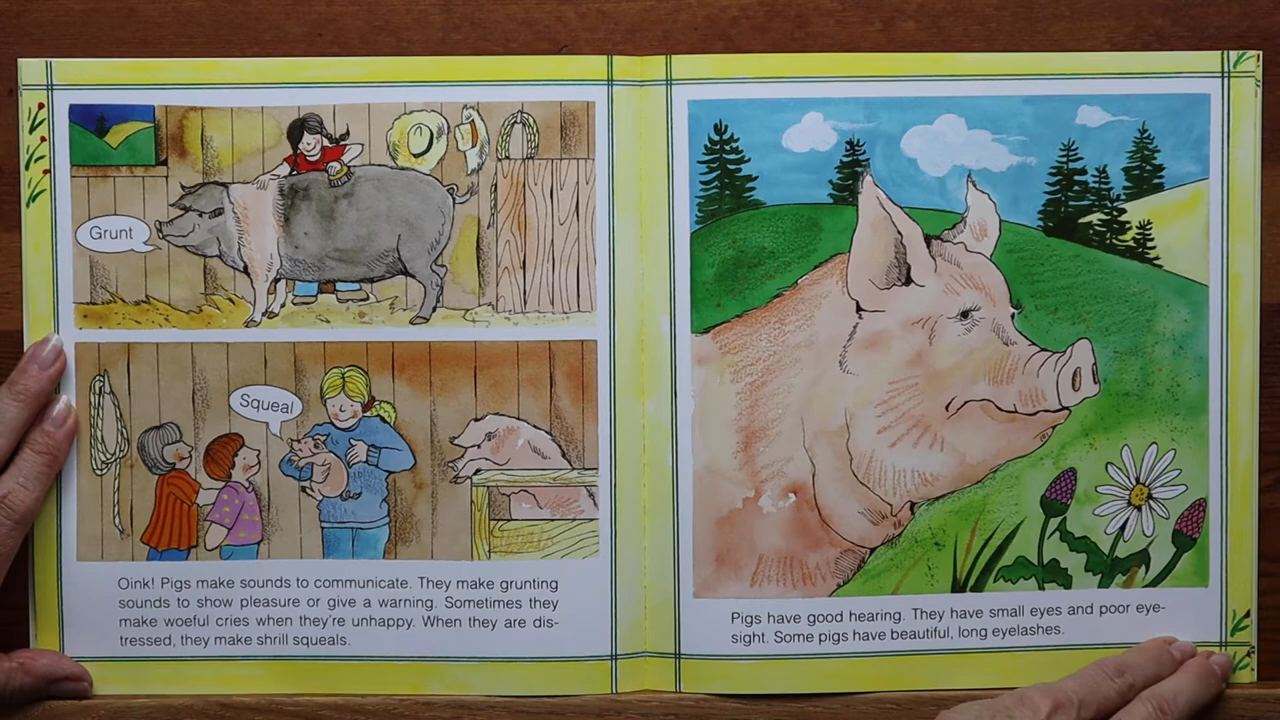 Grunt
Squeal
Oink! Pigs make sounds to communicate. They make grunting
sounds to show pleasure or give a warning. Sometimes they
make woeful cries when they're unhappy. When they are dis-
tressed, they make shrill squeals.
Pigs have good hearing. They have small eyes and poor eye-
sight. Some pigs have beautiful, long eyelashes.